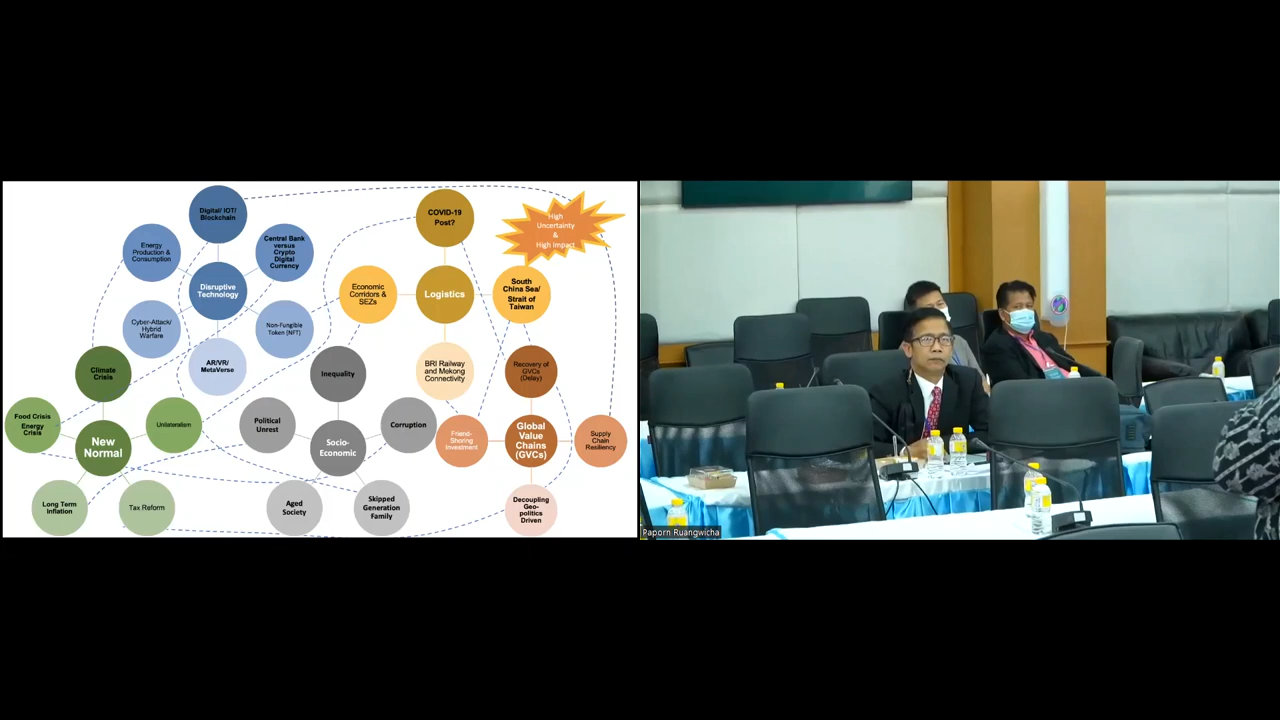 Digital/ IOT/
Blockchain
Energy
Production &
Consumption
Central Bank
versus
Crypto
Digital
Currency
Disruptive
Technology
Cyber-Attack/
Hybrid
Warfare
Non-Fungible
Token (NFT)
AR/VR/
MetaVerse
COVID-19
Post?
High
Uncertainty
&
High Impact
Economic
Corridors &
SEZs
Logistics
South
China Sea/
Strait of
Taiwan
BRI Railway
and Mekong
Connectivity
Climate
Crisis
Food Crisis
Energy
Crisis
Unilateralism
New
Normal
Long Term
Inflation
Tax Reform
Inequality
Political
Unrest
Corruption
Socio-
Economic
Aged
Society
Skipped
Generation
Family
Recovery of
GVCs
(Delay)
Friend-
Shoring
Investment
Global
Value
Chains
(GVCs)
Supply
Chain
Resiliency
Decoupling
Geo-
politics
Driven
Paporn Ruangwicha